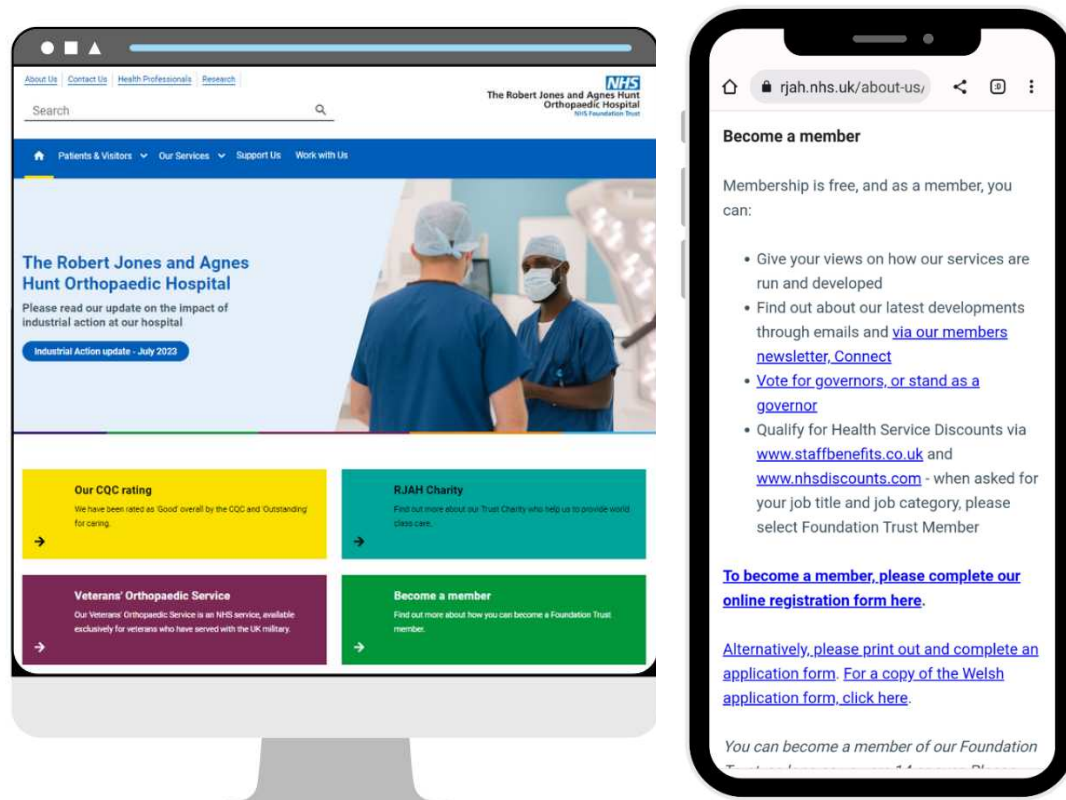 About Us
Contact Us
Health Professionals
Research
Search
NHS
The Robert Jones and Agnes Hunt
Orthopaedic Hospital
NHS Foundation Trust
Patients & Visitors
Our Services
Support Us
Work with Us
The Robert Jones and Agnes
Hunt Orthopaedic Hospital
Please read our update on the impact of
industrial action at our hospital
Industrial Action update - July 2023
Our CQC rating
We have been rated as 'Good' overall by the CQC and 'Outstanding'
for caring.
RJAH Charity
Find out more about our Trust Charity who help us to provide world
class care.
Veterans' Orthopaedic Service
Our Veterans' Orthopaedic Service is an NHS service, available
exclusively for veterans who have served with the UK military.
Become a member
Find out more about how you can become a Foundation Trust
member.
rjah.nhs.uk/about-us/
:D
Become a member
Membership is free, and as a member, you
can:
• Give your views on how our services are
run and developed
• Find out about our latest developments
through emails and via our members
newsletter, Connect
• Vote for governors, or stand as a
governor
• Qualify for Health Service Discounts via
www.staffbenefits.co.uk and
www.nhsdiscounts.com - when asked for
your job title and job category, please
select Foundation Trust Member
To become a member, please complete our
online registration form here.
Alternatively, please print out and complete an
application form. For a copy of the Welsh
application form, click here.
You can become a member of our Foundation